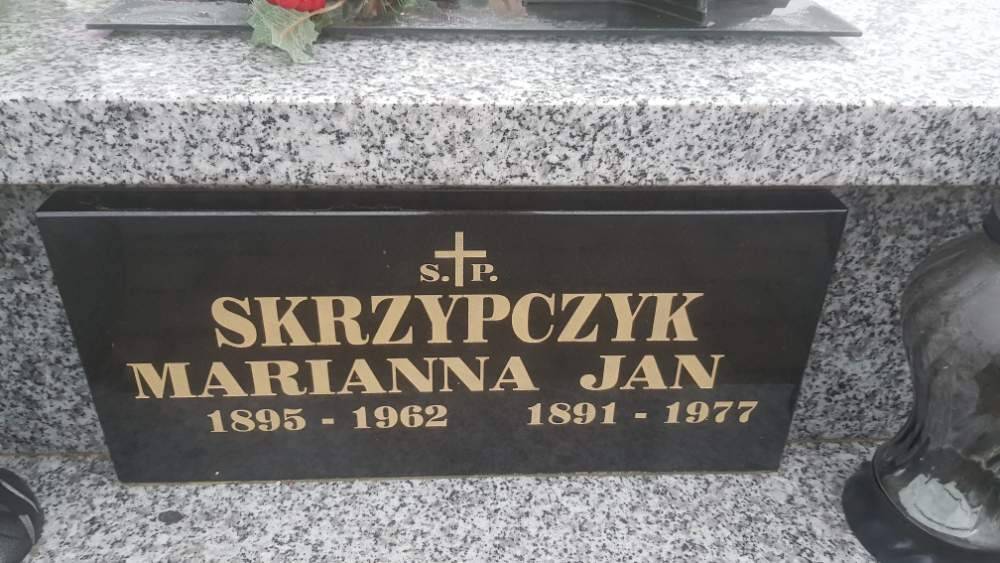 S. P.
SKRZYPCZYK
MARIANNA JAN
1895 - 1962 1891 - 1977